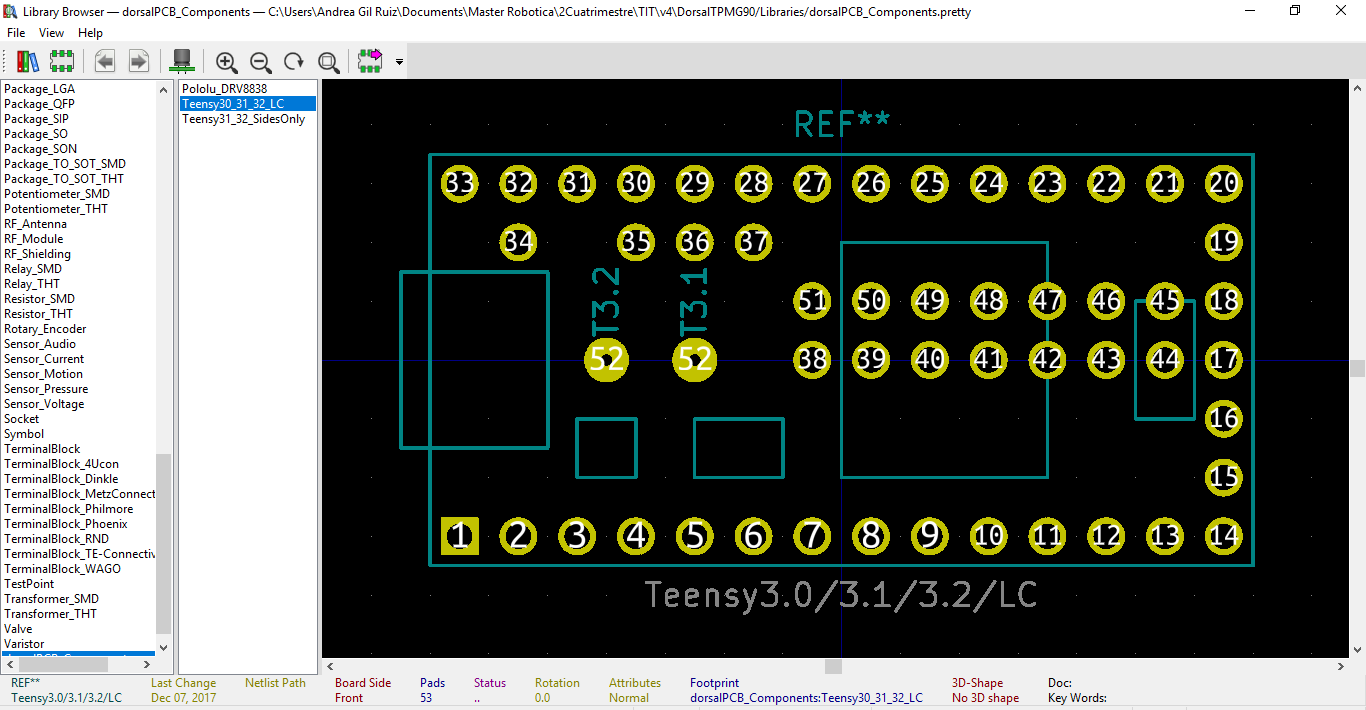 Library Browser — dorsalPCB_Components — C:\Users\Andrea Gil Ruiz\Documents\Master Robotica\2Cuatrimestre\TIT\v4\DorsalTPMG90/Libraries/dorsalPCB_Components.pretty
File View Help
Package_LGA
Package_QFP
Package_SIP
Package_SO
Package_SON
Package_TO_SOT_SMD
Package_TO_SOT_THT
Potentiometer_SMD
Potentiometer_THT
RF_Antenna
RF_Module
RF_Shielding
Relay_SMD
Relay_THT
Resistor_SMD
Resistor_THT
Rotary_Encoder
Sensor_Audio
Sensor_Current
Sensor_Motion
Sensor_Pressure
Sensor_Voltage
Socket
Symbol
TerminalBlock
TerminalBlock_4Ucon
TerminalBlock_Dinkle
TerminalBlock_MetzConnect
TerminalBlock_Philmore
TerminalBlock_Phoenix
TerminalBlock_RND
TerminalBlock_TE-Connectiv
TerminalBlock_WAGO
TestPoint
Transformer_SMD
Transformer_THT
Valve
Varistor
Pololu_DRV8838
Teensy30_31_32_LC
Teensy31_32_SidesOnly
REF**
33 32 31 30 29 28 27 26 25 24 23 22 21 20
34 35 36 37 19
T3.2 T3.1
51 50 49 48 47 46 45 18
52 52 38 39 40 41 42 43 44 17
16
15
1 2 3 4 5 6 7 8 9 10 11 12 13 14
Teensy3.0/3.1/3.2/LC
REF** Last Change Netlist Path Board Side Pads Status Rotation Attributes Footprint 3D-Shape Doc:
Teensy3.0/3.1/3.2/LC Dec 07, 2017 Front 53 .. 0.0 Normal dorsalPCB_Components:Teensy30_31_32_LC No 3D shape Key Words: